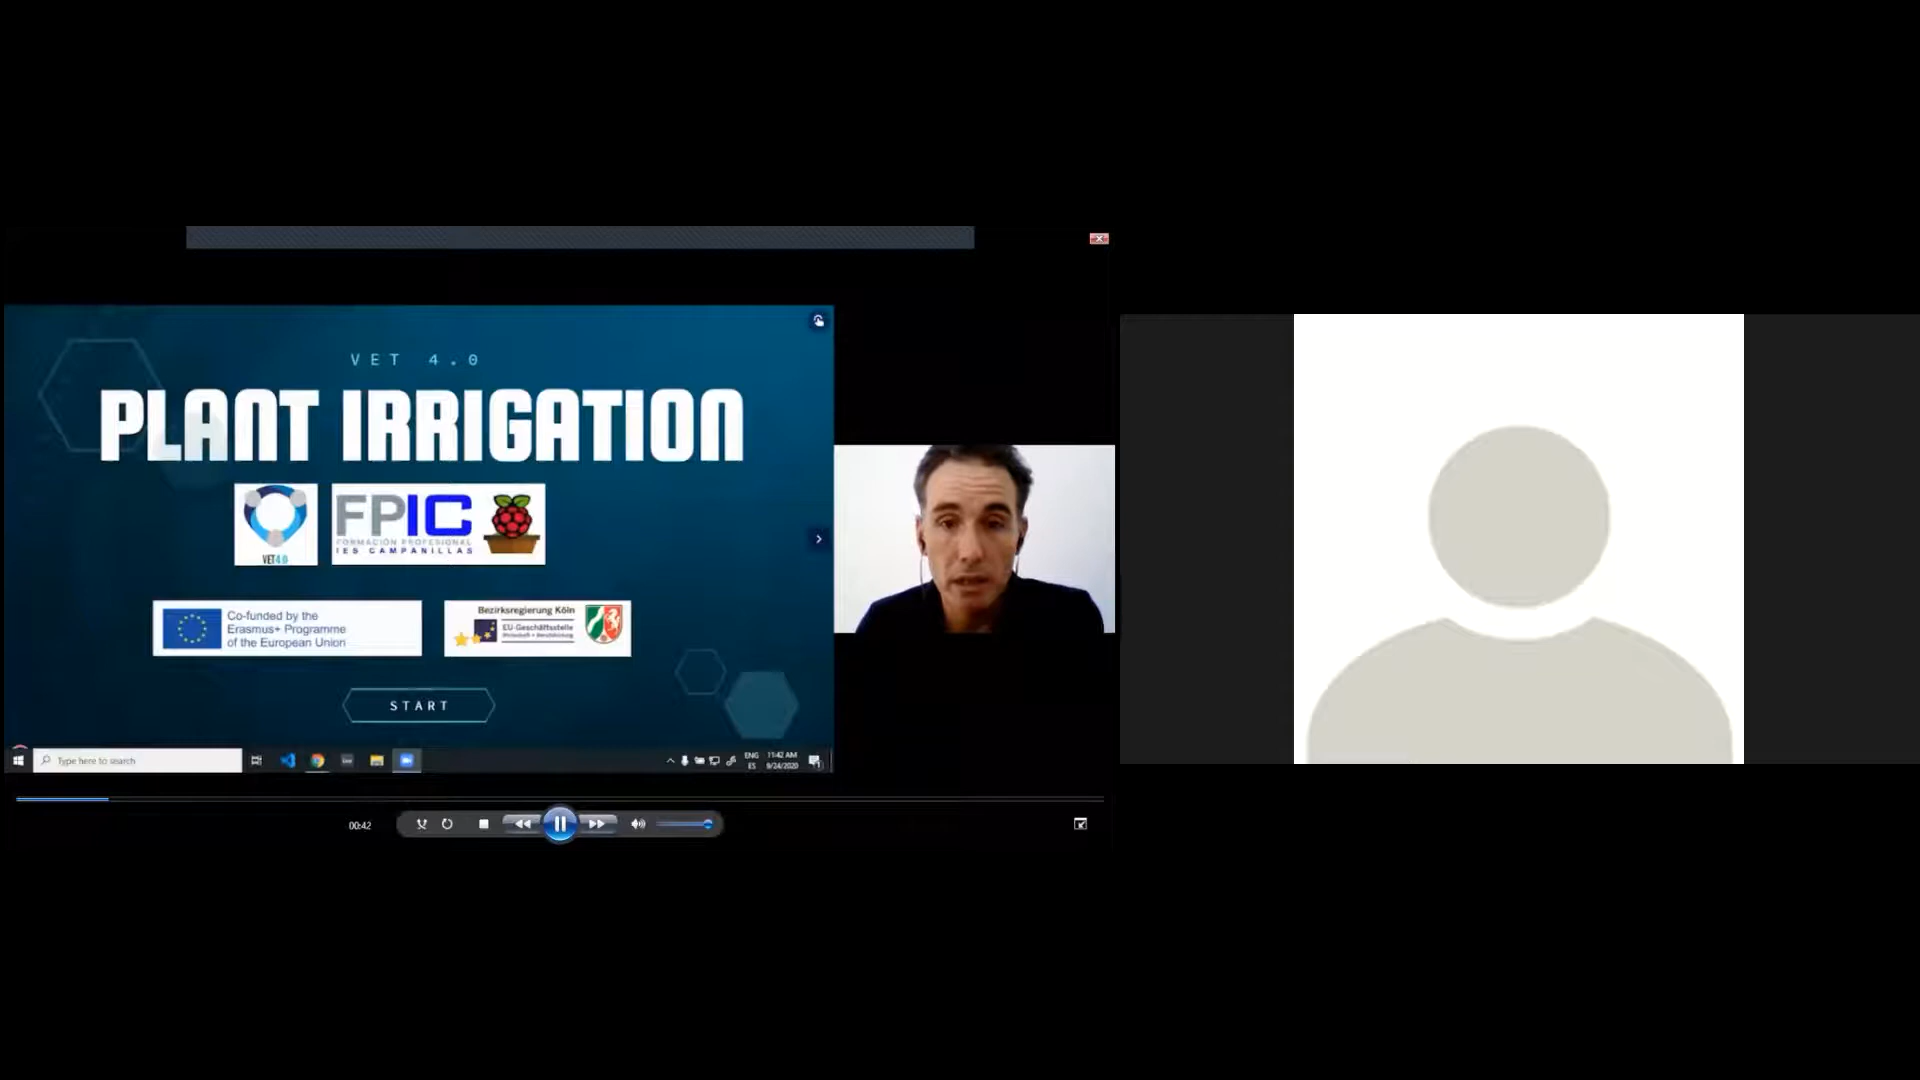 VET 4.0
PLANT IRRIGATION
VET4.0
FPIC
FORMACIÓN PROFESIONAL
IES CAMPANILLAS
Co-funded by the
Erasmus+ Programme
of the European Union
Bezirksregierung Köln
EU-Geschäftsstelle
Wirtschaft + Berufsbildung
START
Type here to search
ENG
ES
11:42 AM
9/24/2020
00:42